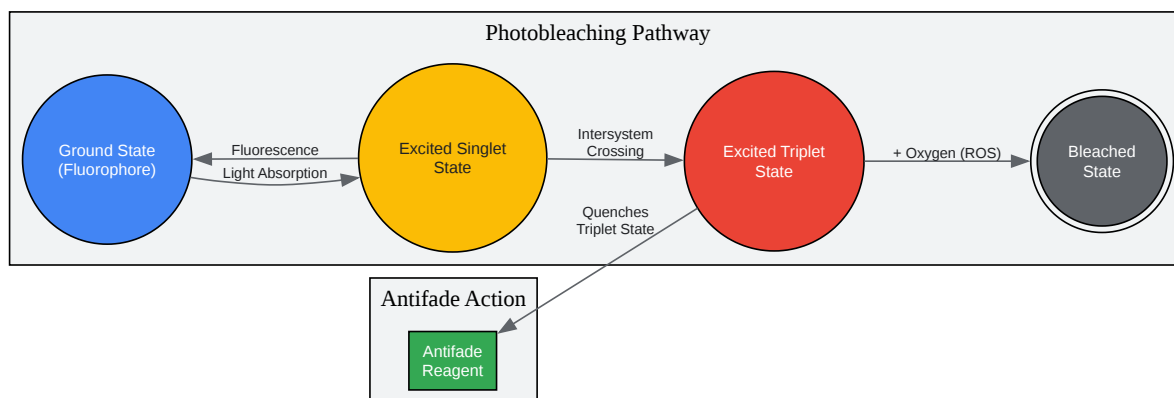 Photobleaching Pathway
Ground State
(Fluorophore)
Fluorescence
Light Absorption
Excited Singlet
State
Intersystem
Crossing
Excited Triplet
State
+ Oxygen (ROS)
Bleached
State
Quenches
Triplet State
Antifade Action
Antifade
Reagent